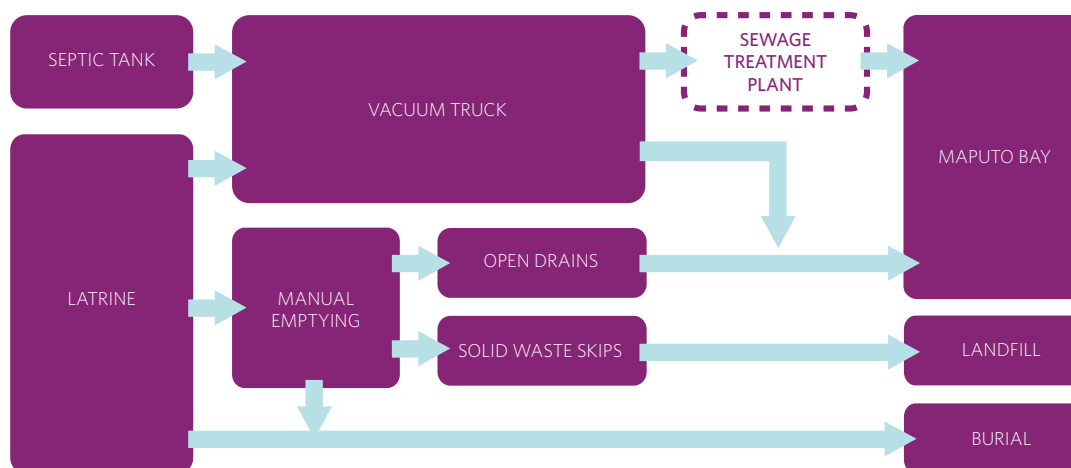 SEPTIC TANK
VACUUM TRUCK
SEWAGE
TREATMENT
PLANT
MAPUTO BAY
LATRINE
MANUAL
EMPTYING
OPEN DRAINS
SOLID WASTE SKIPS
LANDFILL
BURIAL